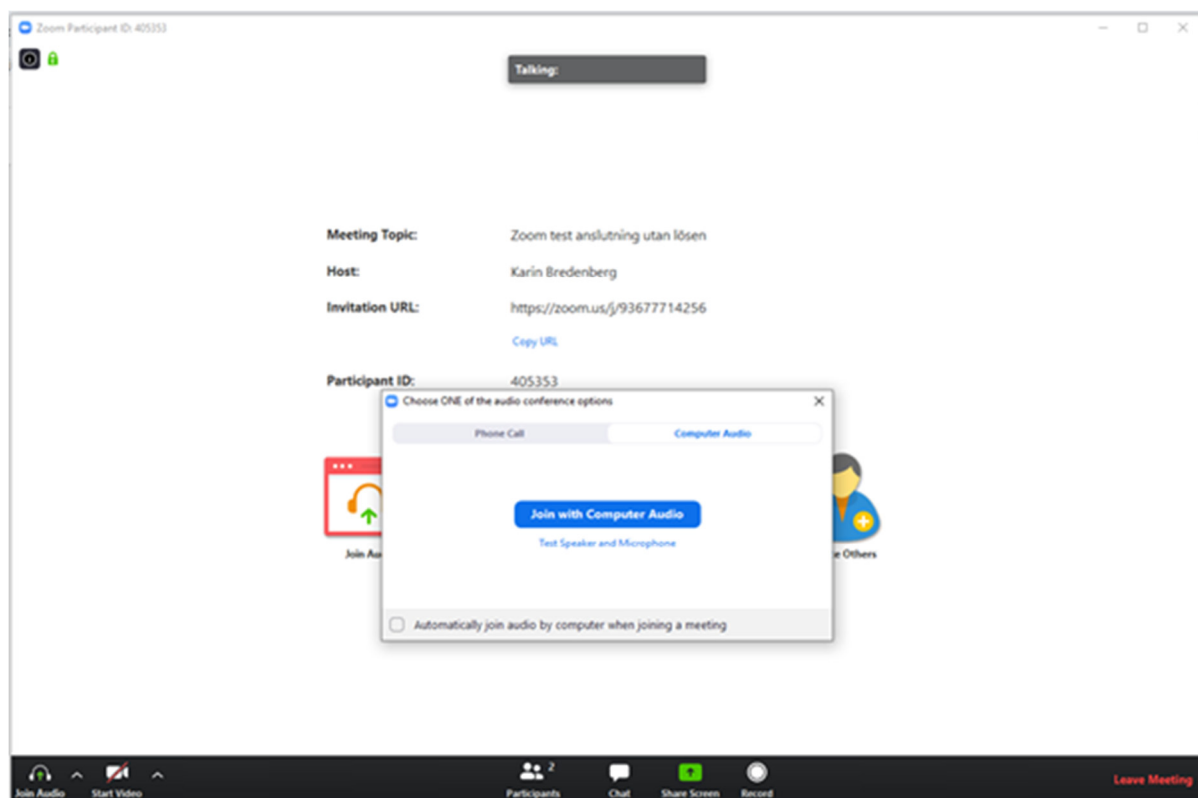 Zoom Participant ID: 405353
Talking:
Meeting Topic: Zoom test anslutning utan lösen
Host: Karin Bredenberg
Invitation URL: https://zoom.us/j/93677714256
Copy URL
Participant ID: 405353
Choose ONE of the audio conference options
Phone Call Computer Audio
Join with Computer Audio
Test Speaker and Microphone
Join Au
e Others
Automatically join audio by computer when joining a meeting
2
Join Audio Start Video Participants Chat Share Screen Record Leave Meeting